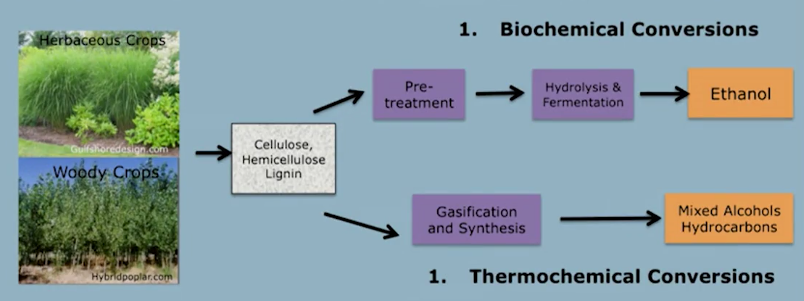 1. Biochemical Conversions
Herbaceous Crops
Gulfshoredesign.com
Woody Crops
Hybridpoplar.com
Cellulose,
Hemicellulose
Lignin
Pre-
treatment
Hydrolysis &
Fermentation
Ethanol
Gasification
and Synthesis
Mixed Alcohols
Hydrocarbons
1. Thermochemical Conversions